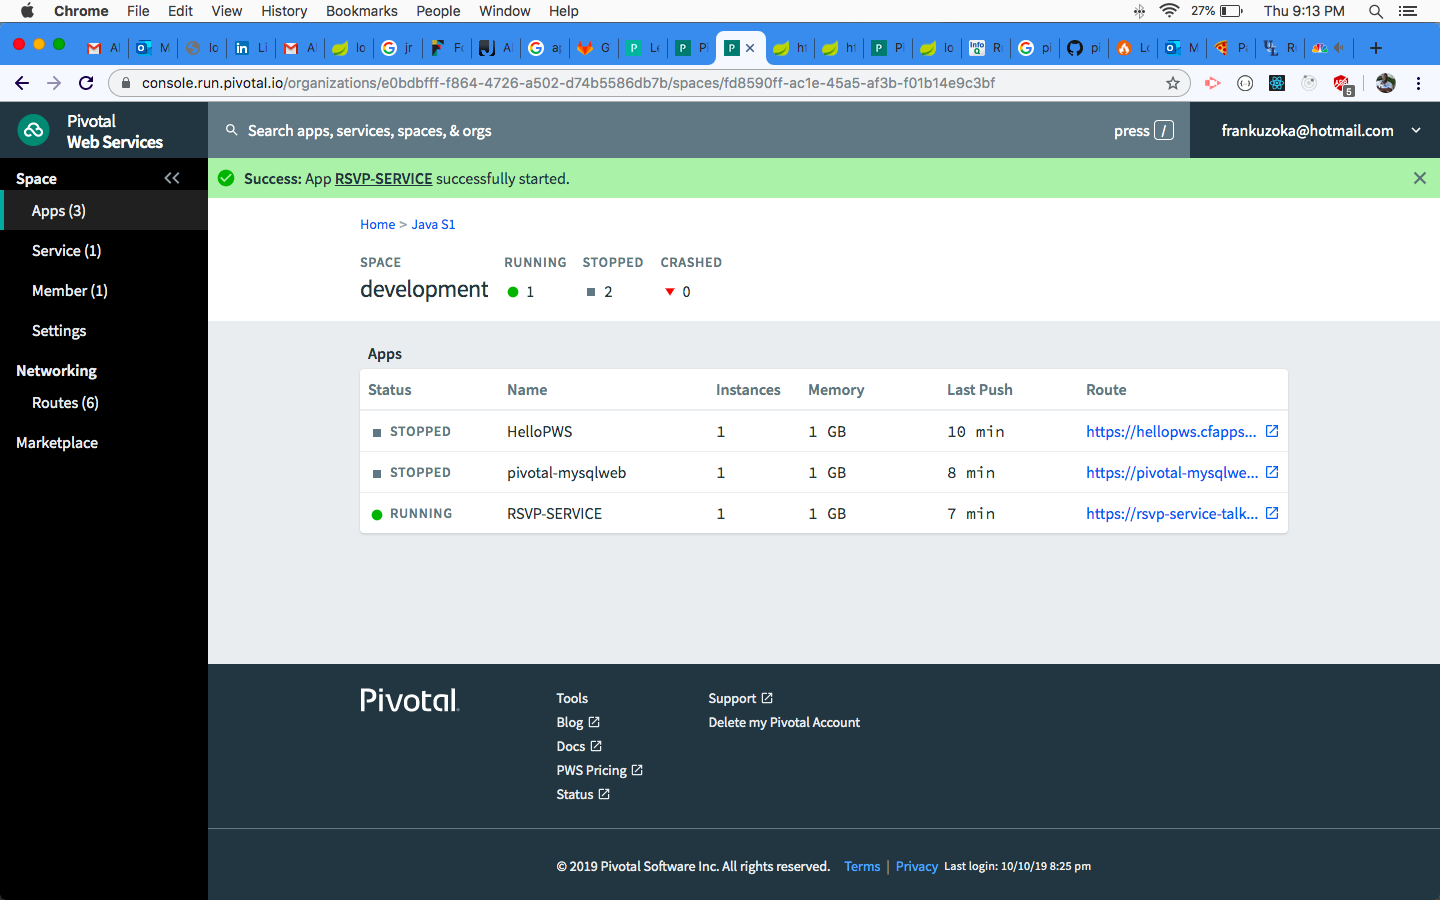 Chrome File Edit View History Bookmarks People Window Help 27% Thu 9:13 PM
console.run.pivotal.io/organizations/e0bdbfff-f864-4726-a502-d74b5586db7b/spaces/fd8590ff-ac1e-45a5-af3b-f01b14e9c3bf
5
Pivotal
Web Services
Search apps, services, spaces, & orgs
press /
frankuzoka@hotmail.com
Success: App RSVP-SERVICE successfully started.
Space
Apps (3)
Service (1)
Member (1)
Settings
Networking
Routes (6)
Marketplace
Home > Java S1
SPACE RUNNING STOPPED CRASHED
development 1 2 0
Apps
Status Name Instances Memory Last Push Route
STOPPED HelloPWS 1 1 GB 10 min https://hellopws.cfapps...
STOPPED pivotal-mysqlweb 1 1 GB 8 min https://pivotal-mysqlwe...
RUNNING RSVP-SERVICE 1 1 GB 7 min https://rsvp-service-talk...
Pivotal
Tools
Blog
Docs
PWS Pricing
Status
Support
Delete my Pivotal Account
© 2019 Pivotal Software Inc. All rights reserved. Terms | Privacy Last login: 10/10/19 8:25 pm